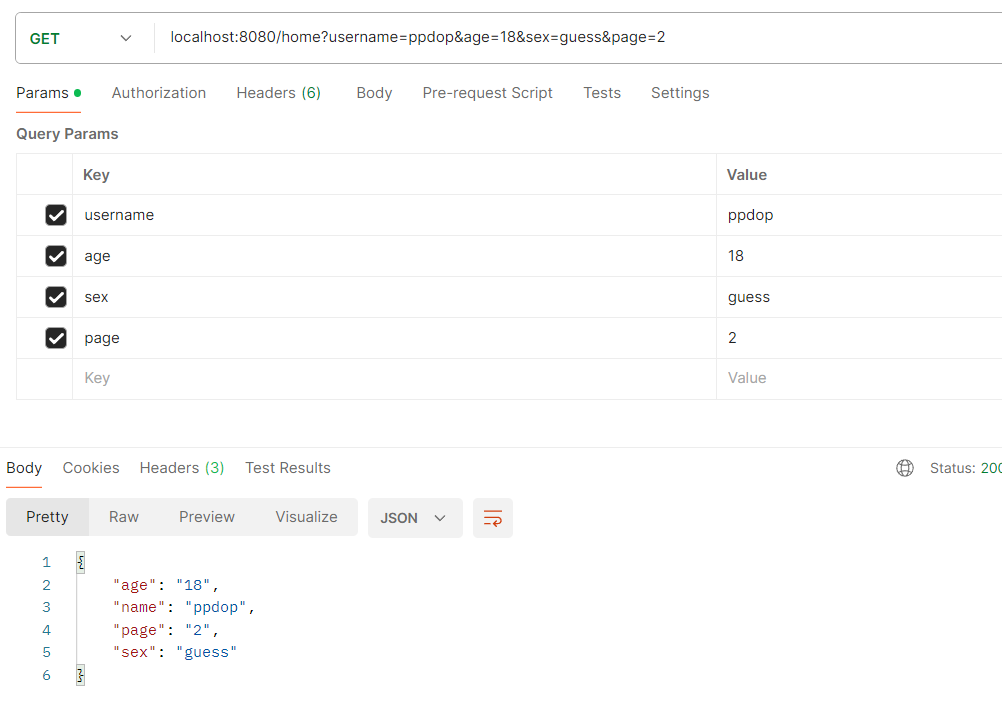 GET localhost:8080/home?username=ppdop&age=18&sex=guess&page=2
Params Authorization Headers (6) Body Pre-request Script Tests Settings
Query Params
Key Value
username ppdop
age 18
sex guess
page 2
Key Value
Body Cookies Headers (3) Test Results Status: 200
Pretty Raw Preview Visualize JSON
1 {
2 "age": "18",
3 "name": "ppdop",
4 "page": "2",
5 "sex": "guess"
6 }